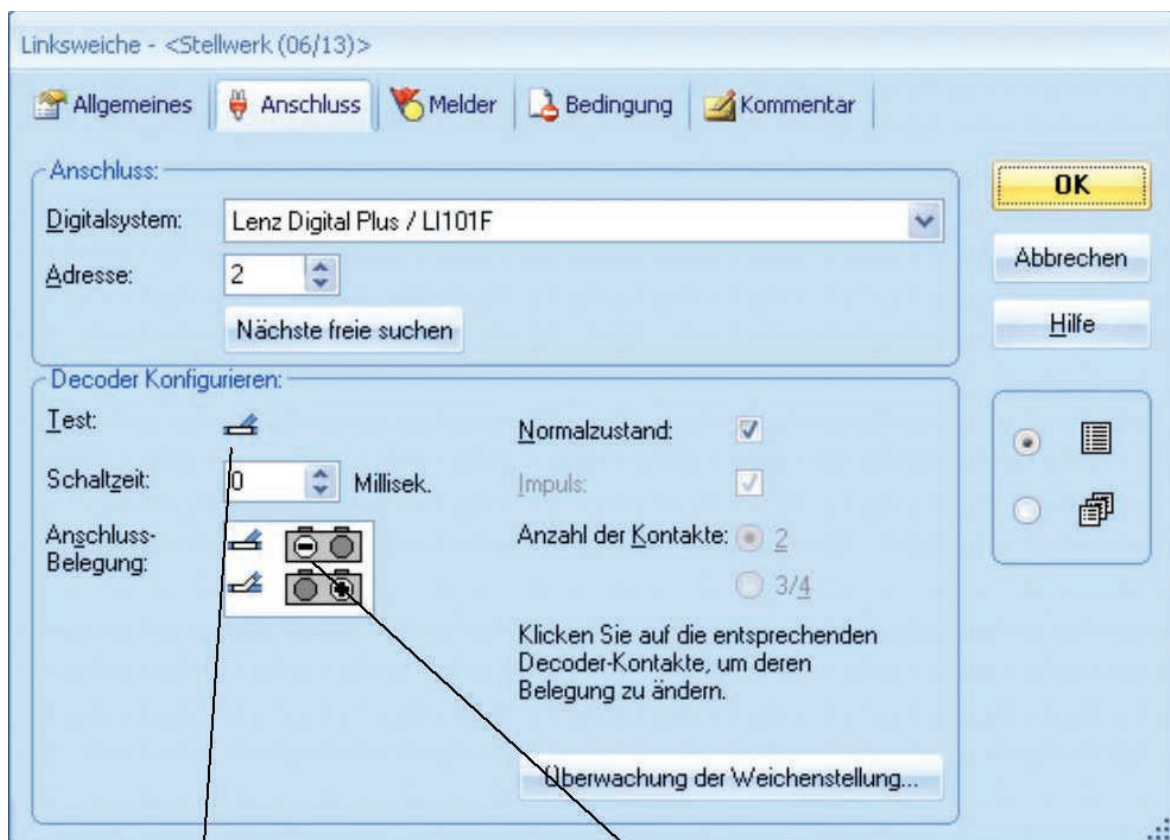 Linksweiche - <Stellwerk (06/13)>
Allgemeines Anschluss Melder Bedingung Kommentar
Anschluss:
Digitalsystem: Lenz Digital Plus / LI101F
Adresse: 2
Nächste freie suchen
OK
Abbrechen
Hilfe
Decoder Konfigurieren:
Test:
Normalzustand:
Schaltzeit: 0 Millisek.
Impuls:
Anschluss-
Belegung:
Anzahl der Kontakte: 2
3/4
Klicken Sie auf die entsprechenden
Decoder-Kontakte, um deren
Belegung zu ändern.
Überwachung der Weichenstellung...